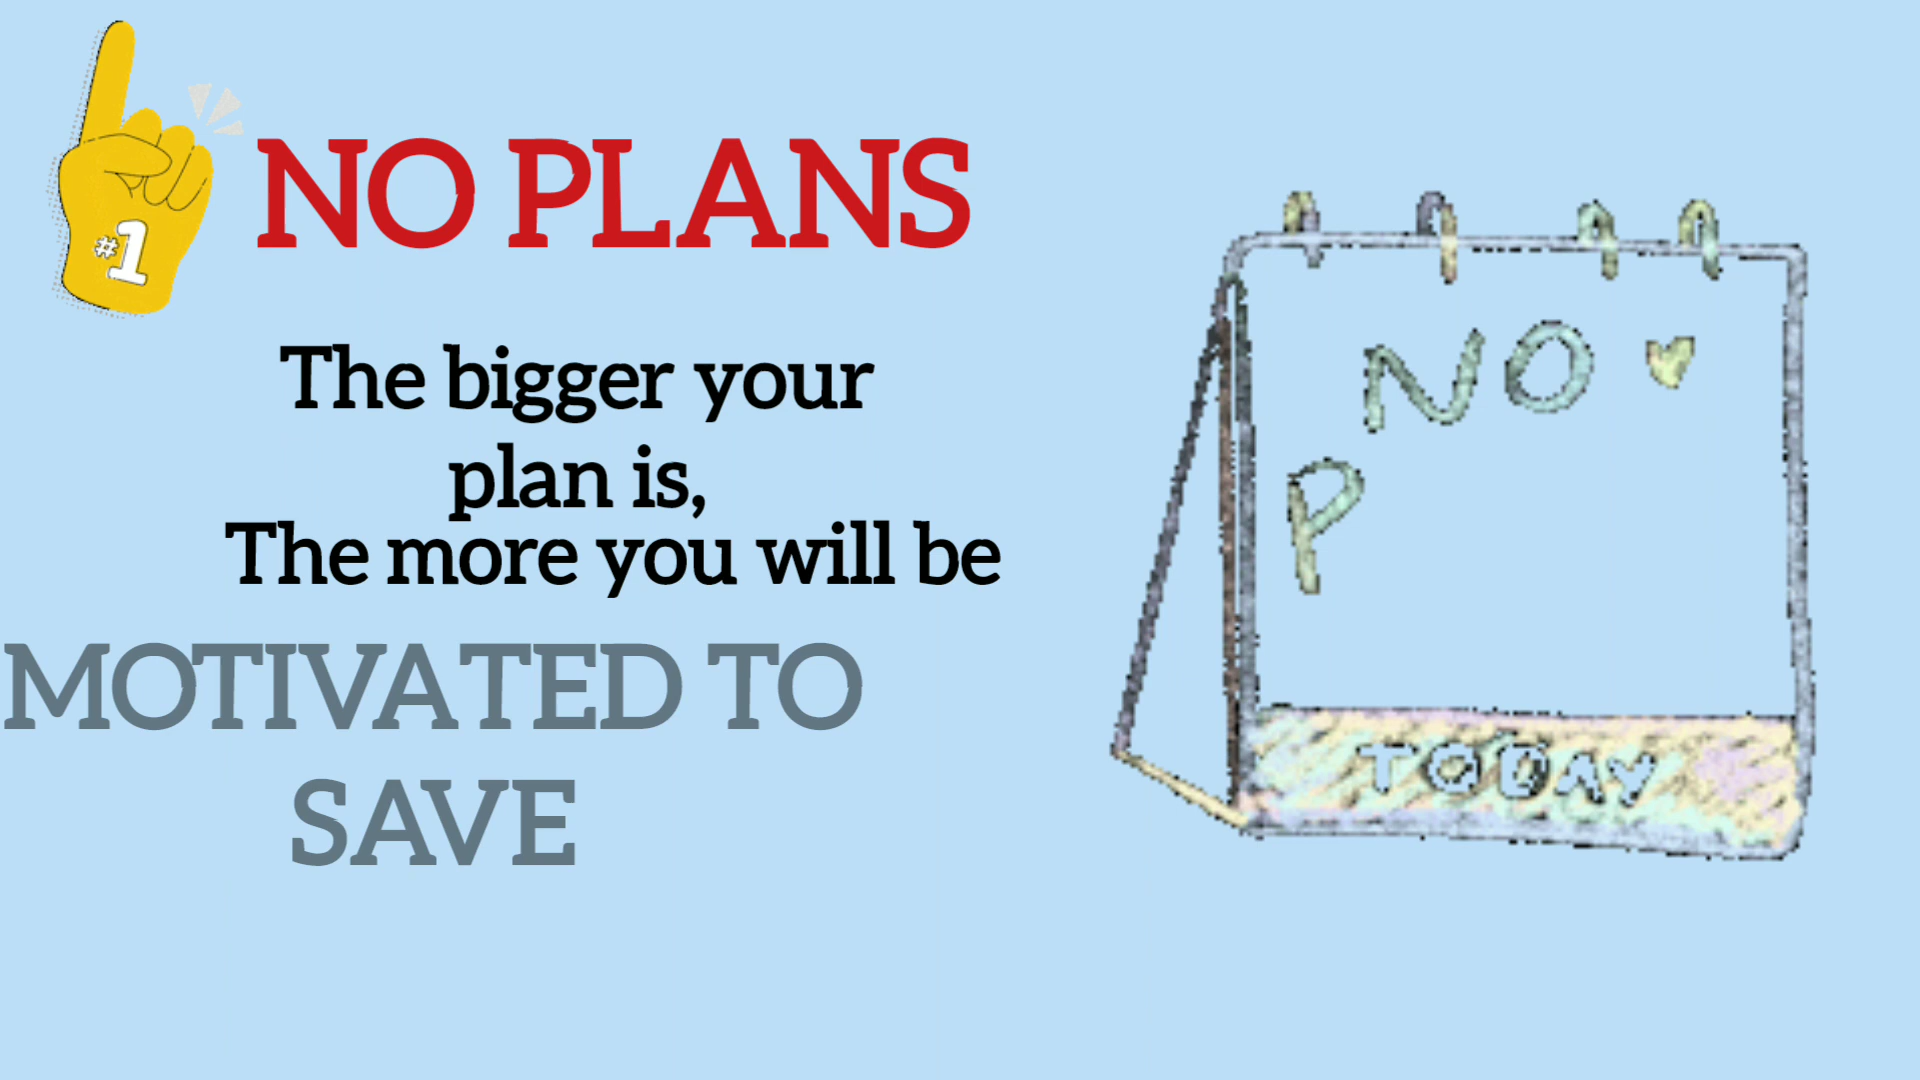 #1
NO PLANS
The bigger your
plan is,
The more you will be
MOTIVATED TO
SAVE
NO
P
TODAY